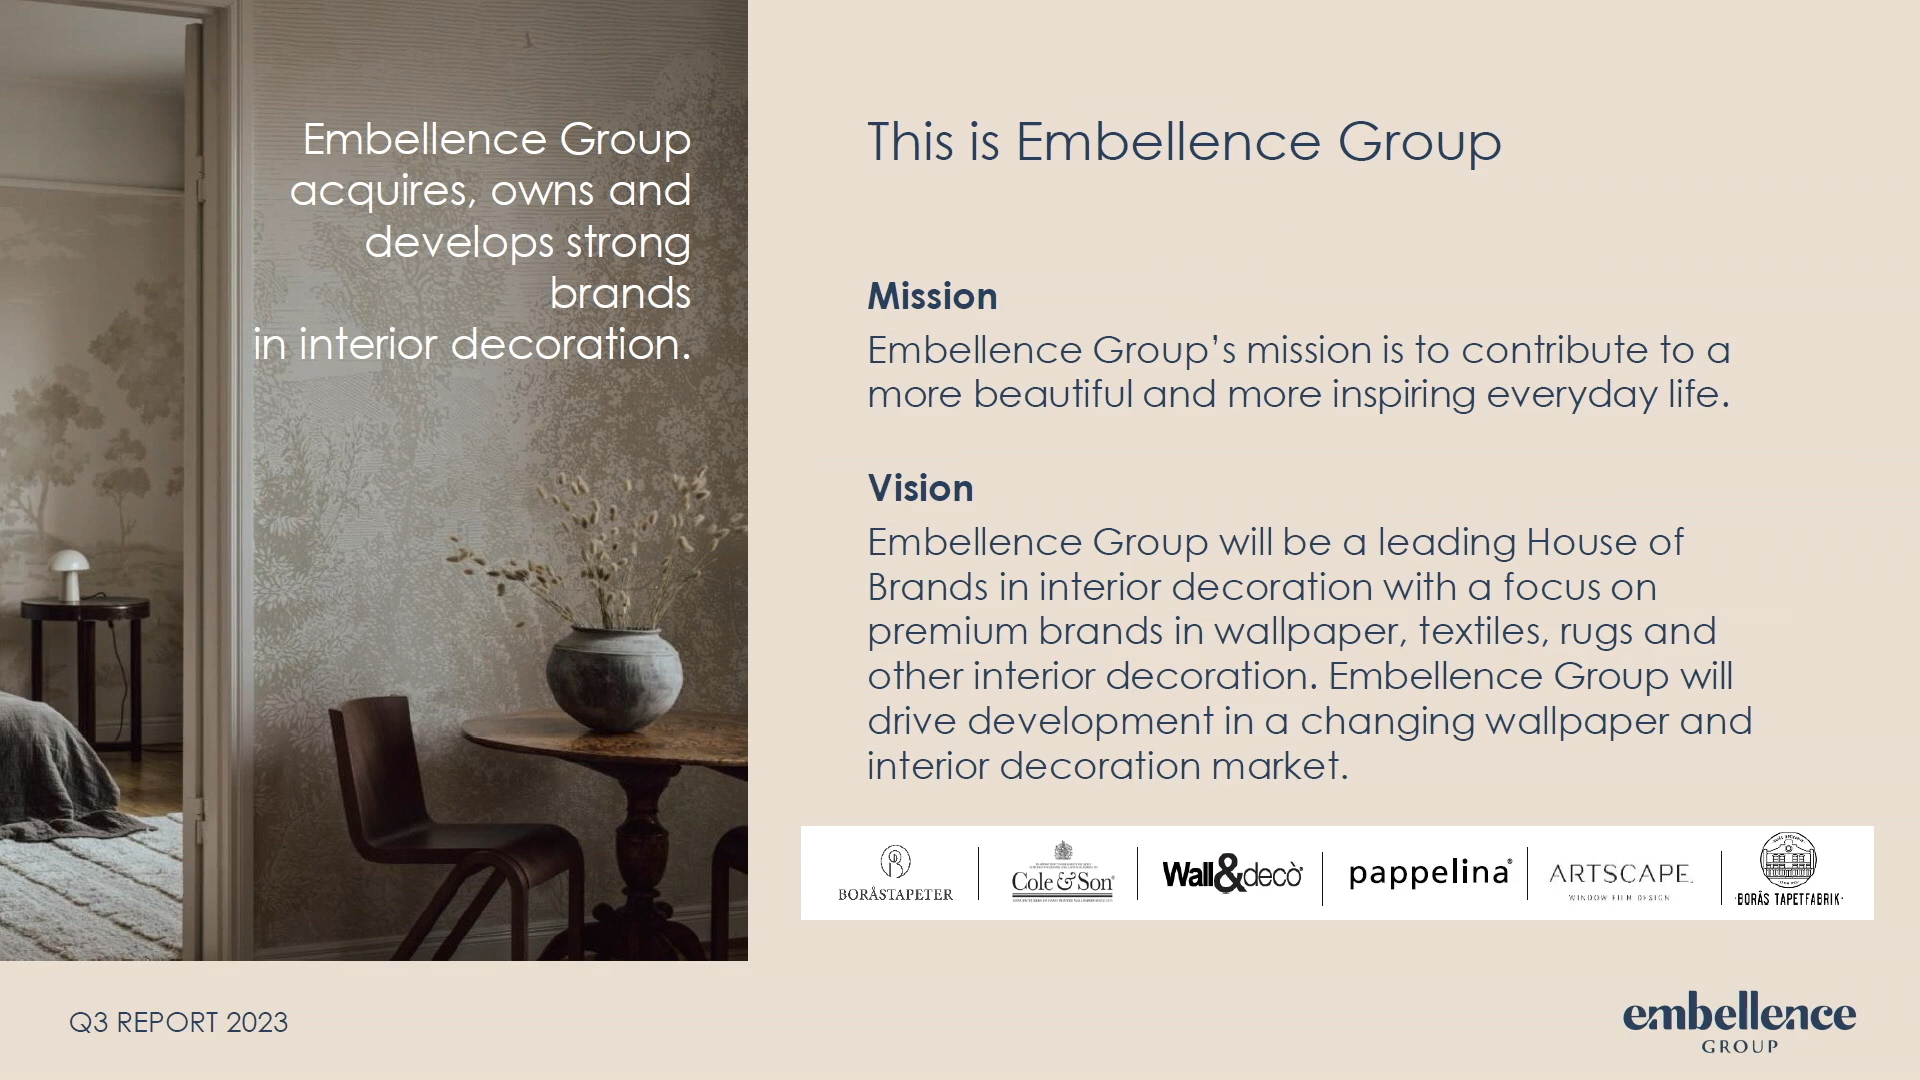 Embellence Group
acquires, owns and
develops strong
brands
in interior decoration.
This is Embellence Group
Mission
Embellence Group’s mission is to contribute to a
more beautiful and more inspiring everyday life.
Vision
Embellence Group will be a leading House of
Brands in interior decoration with a focus on
premium brands in wallpaper, textiles, rugs and
other interior decoration. Embellence Group will
drive development in a changing wallpaper and
interior decoration market.
BORÅSTAPETER
Cole & Son®
Wall&decò®
pappelina®
ARTSCAPE
WINDOW FILM DESIGN
·BORÅS TAPETFABRIK·
Q3 REPORT 2023
embellence
GROUP